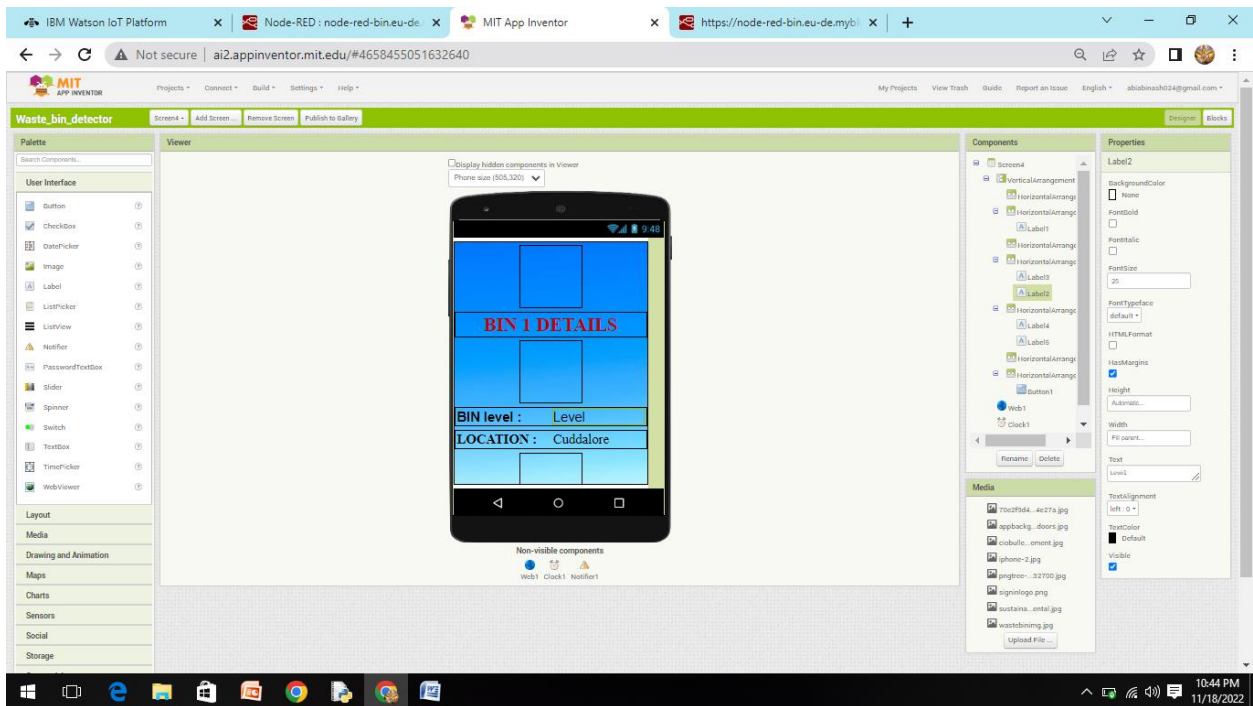 IBM Watson IoT Platform
Node-RED : node-red-bin.eu-de.
MIT App Inventor
https://node-red-bin.eu-de.mybl
Not secure
ai2.appinventor.mit.edu/#4658455051632640
MIT
APP INVENTOR
Projects
Connect
Build
Settings
Help
My Projects
View Trash
Guide
Report an Issue
English
abiabinash024@gmail.com
Waste_bin_detector
Screen4
Add Screen ...
Remove Screen
Publish to Gallery
Designer
Blocks
Palette
Search Components...
User Interface
Button
CheckBox
DatePicker
Image
Label
ListPicker
ListView
Notifier
PasswordTextBox
Slider
Spinner
Switch
TextBox
TimePicker
WebViewer
Layout
Media
Drawing and Animation
Maps
Charts
Sensors
Social
Storage
Viewer
Display hidden components in Viewer
Phone size (505,320)
9:48
BIN 1 DETAILS
BIN level :
Level
LOCATION :
Cuddalore
Non-visible components
Web1
Clock1
Notifier1
Components
Screen4
VerticalArrangement
HorizontalArrange
HorizontalArrange
Label1
HorizontalArrange
HorizontalArrange
Label3
Label2
HorizontalArrange
Label4
Label5
HorizontalArrange
HorizontalArrange
Button1
Web1
Clock1
Rename
Delete
Media
70e2f9d4...4e27a.jpg
appbackg...doors.jpg
ciobulle...omont.jpg
iphone-2.jpg
pngtree-...32700.jpg
signinlogo.png
sustaina...ental.jpg
wastebinimg.jpg
Upload File ...
Properties
Label2
BackgroundColor
None
FontBold
FontItalic
FontSize
25
FontTypeface
default
HTMLFormat
HasMargins
Height
Automatic...
Width
Fill parent...
Text
Level
TextAlignment
left : 0
TextColor
Default
Visible
10:44 PM
11/18/2022